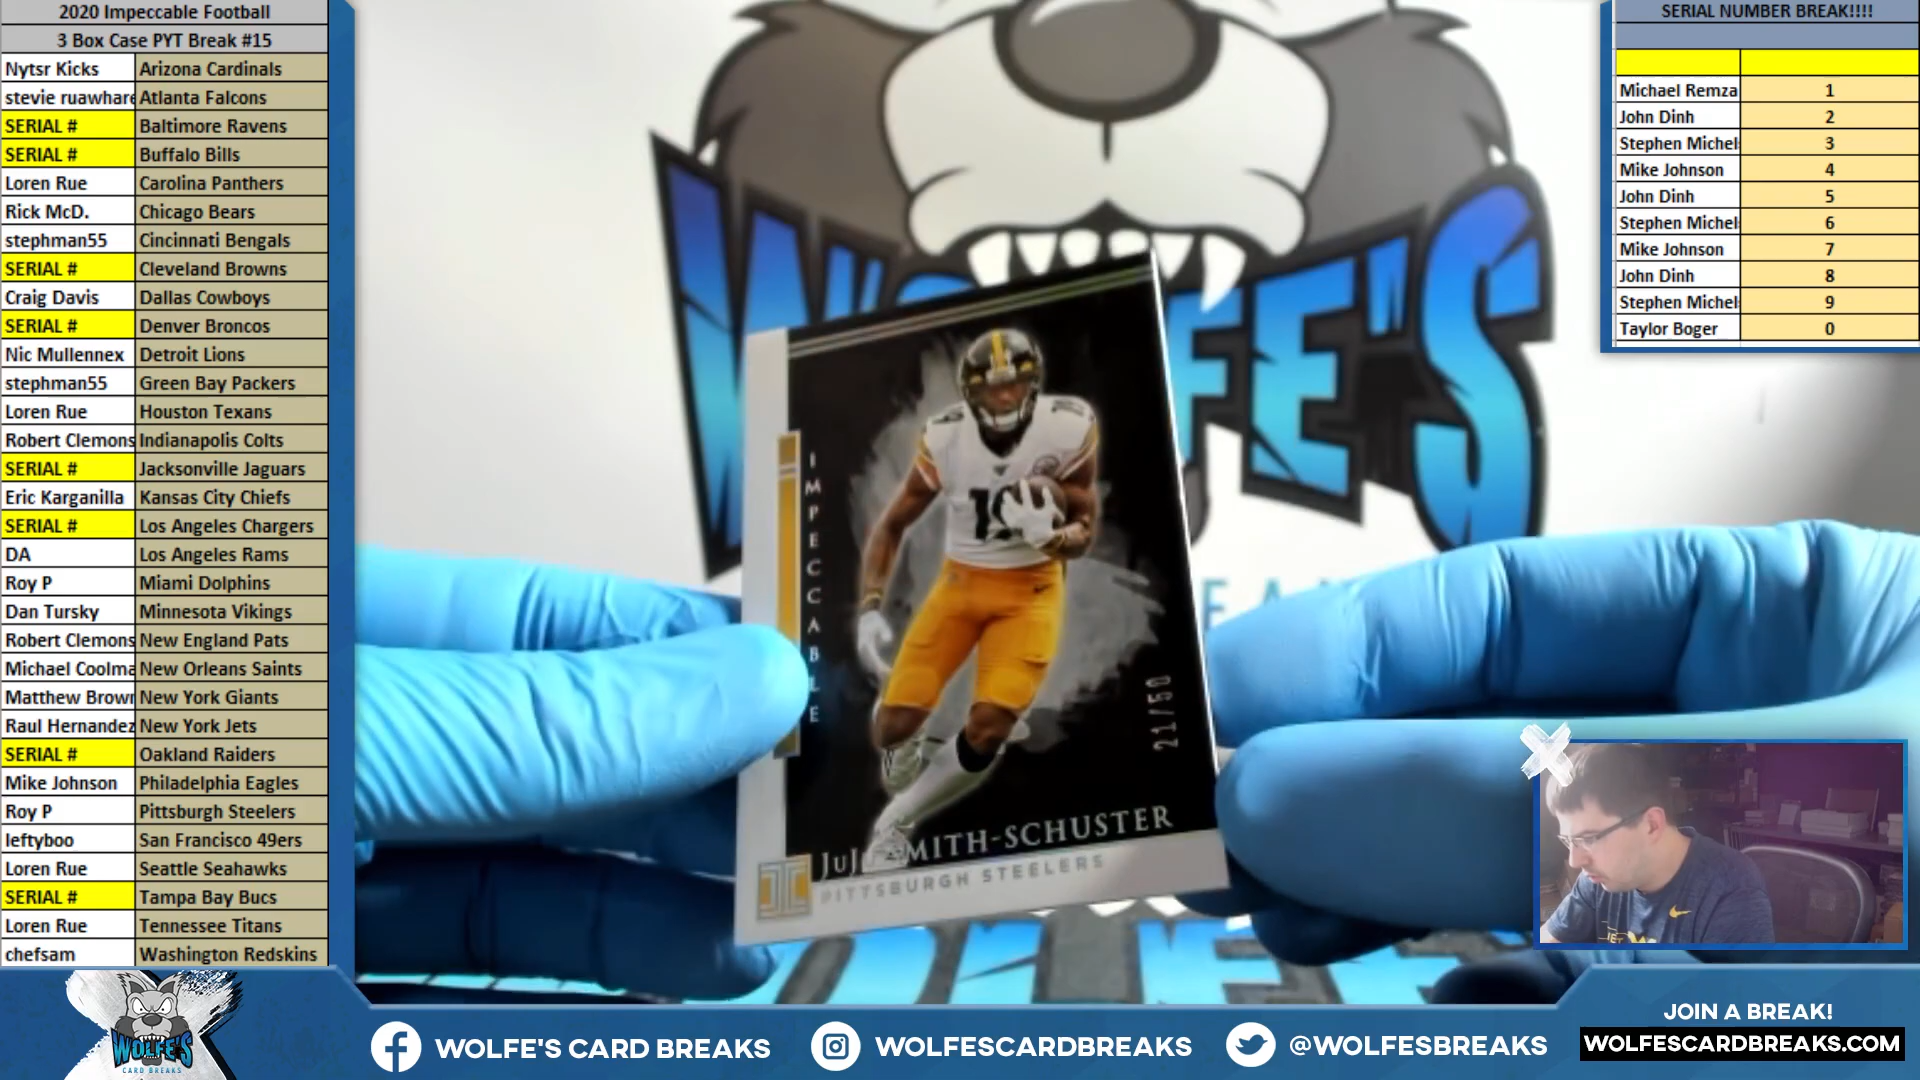 2020 Impeccable Football
3 Box Case PYT Break #15
Nytsr Kicks Arizona Cardinals
stevie ruawhare Atlanta Falcons
SERIAL # Baltimore Ravens
SERIAL # Buffalo Bills
Loren Rue Carolina Panthers
Rick McD. Chicago Bears
stephman55 Cincinnati Bengals
SERIAL # Cleveland Browns
Craig Davis Dallas Cowboys
SERIAL # Denver Broncos
Nic Mullennex Detroit Lions
stephman55 Green Bay Packers
Loren Rue Houston Texans
Robert Clemons Indianapolis Colts
SERIAL # Jacksonville Jaguars
Eric Karganilla Kansas City Chiefs
SERIAL # Los Angeles Chargers
DA Los Angeles Rams
Roy P Miami Dolphins
Dan Tursky Minnesota Vikings
Robert Clemons New England Pats
Michael Coolma New Orleans Saints
Matthew Brown New York Giants
Raul Hernandez New York Jets
SERIAL # Oakland Raiders
Mike Johnson Philadelphia Eagles
Roy P Pittsburgh Steelers
leftyboo San Francisco 49ers
Loren Rue Seattle Seahawks
SERIAL # Tampa Bay Bucs
Loren Rue Tennessee Titans
chefsam Washington Redskins
SERIAL NUMBER BREAK!!!!
Michael Remza 1
John Dinh 2
Stephen Michel 3
Mike Johnson 4
John Dinh 5
Stephen Michel 6
Mike Johnson 7
John Dinh 8
Stephen Michel 9
Taylor Boger 0
WOLFE'S
IMPECCABLE
19
21/50
SMITH-SCHUSTER
PITTSBURGH STEELERS
WOLFE'S
CARD BREAKS
WOLFE'S CARD BREAKS
WOLFESCARDBREAKS
@WOLFESBREAKS
JOIN A BREAK!
WOLFESCARDBREAKS.COM